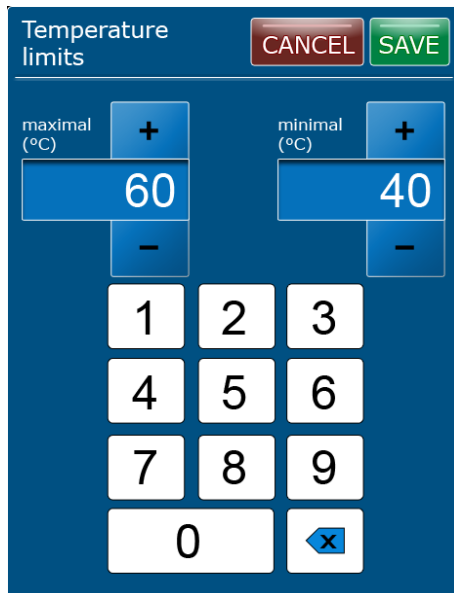 Temperature
limits
CANCEL
SAVE
maximal
(°C)
+
60
−
minimal
(°C)
+
40
−
1 2 3
4 5 6
7 8 9
0 x